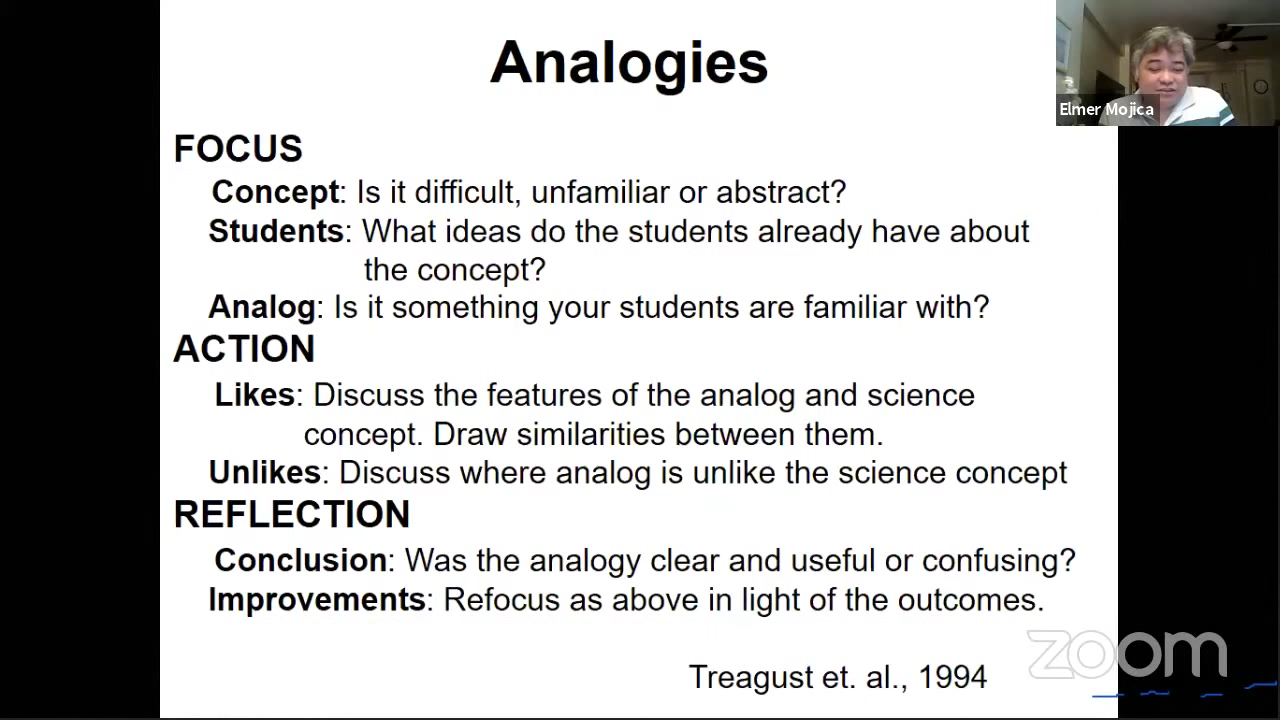 Analogies
Elmer Mojica
FOCUS
Concept: Is it difficult, unfamiliar or abstract?
Students: What ideas do the students already have about
the concept?
Analog: Is it something your students are familiar with?
ACTION
Likes: Discuss the features of the analog and science
concept. Draw similarities between them.
Unlikes: Discuss where analog is unlike the science concept
REFLECTION
Conclusion: Was the analogy clear and useful or confusing?
Improvements: Refocus as above in light of the outcomes.
zoom
Treagust et. al., 1994